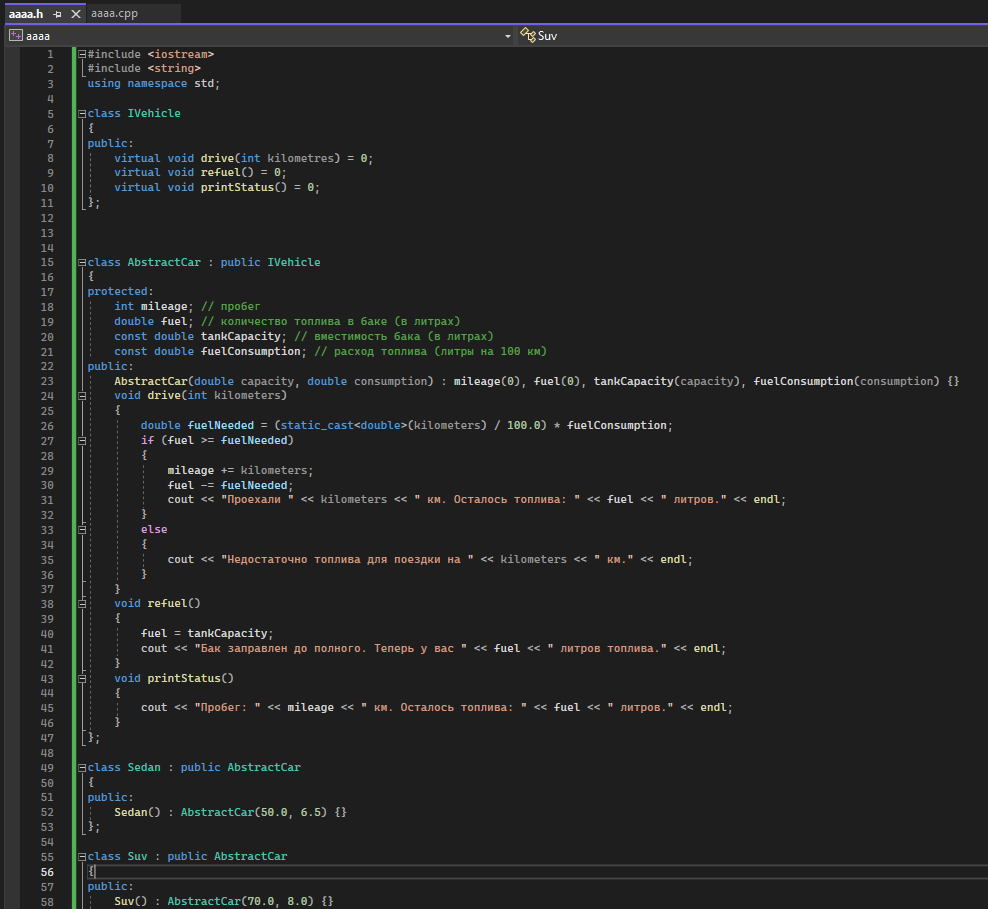 aaaa.h aaaa.cpp
aaaa Suv
1 #include <iostream>
2 #include <string>
3 using namespace std;
4
5 class IVehicle
6 {
7 public:
8 virtual void drive(int kilometres) = 0;
9 virtual void refuel() = 0;
10 virtual void printStatus() = 0;
11 };
12
13
14
15 class AbstractCar : public IVehicle
16 {
17 protected:
18 int mileage; // пробег
19 double fuel; // количество топлива в баке (в литрах)
20 const double tankCapacity; // вместимость бака (в литрах)
21 const double fuelConsumption; // расход топлива (литры на 100 км)
22 public:
23 AbstractCar(double capacity, double consumption) : mileage(0), fuel(0), tankCapacity(capacity), fuelConsumption(consumption) {}
24 void drive(int kilometers)
25 {
26 double fuelNeeded = (static_cast<double>(kilometers) / 100.0) * fuelConsumption;
27 if (fuel >= fuelNeeded)
28 {
29 mileage += kilometers;
30 fuel -= fuelNeeded;
31 cout << "Проехали " << kilometers << " км. Осталось топлива: " << fuel << " литров." << endl;
32 }
33 else
34 {
35 cout << "Недостаточно топлива для поездки на " << kilometers << " км." << endl;
36 }
37 }
38 void refuel()
39 {
40 fuel = tankCapacity;
41 cout << "Бак заправлен до полного. Теперь у вас " << fuel << " литров топлива." << endl;
42 }
43 void printStatus()
44 {
45 cout << "Пробег: " << mileage << " км. Осталось топлива: " << fuel << " литров." << endl;
46 }
47 };
48
49 class Sedan : public AbstractCar
50 {
51 public:
52 Sedan() : AbstractCar(50.0, 6.5) {}
53 };
54
55 class Suv : public AbstractCar
56 {
57 public:
58 Suv() : AbstractCar(70.0, 8.0) {}